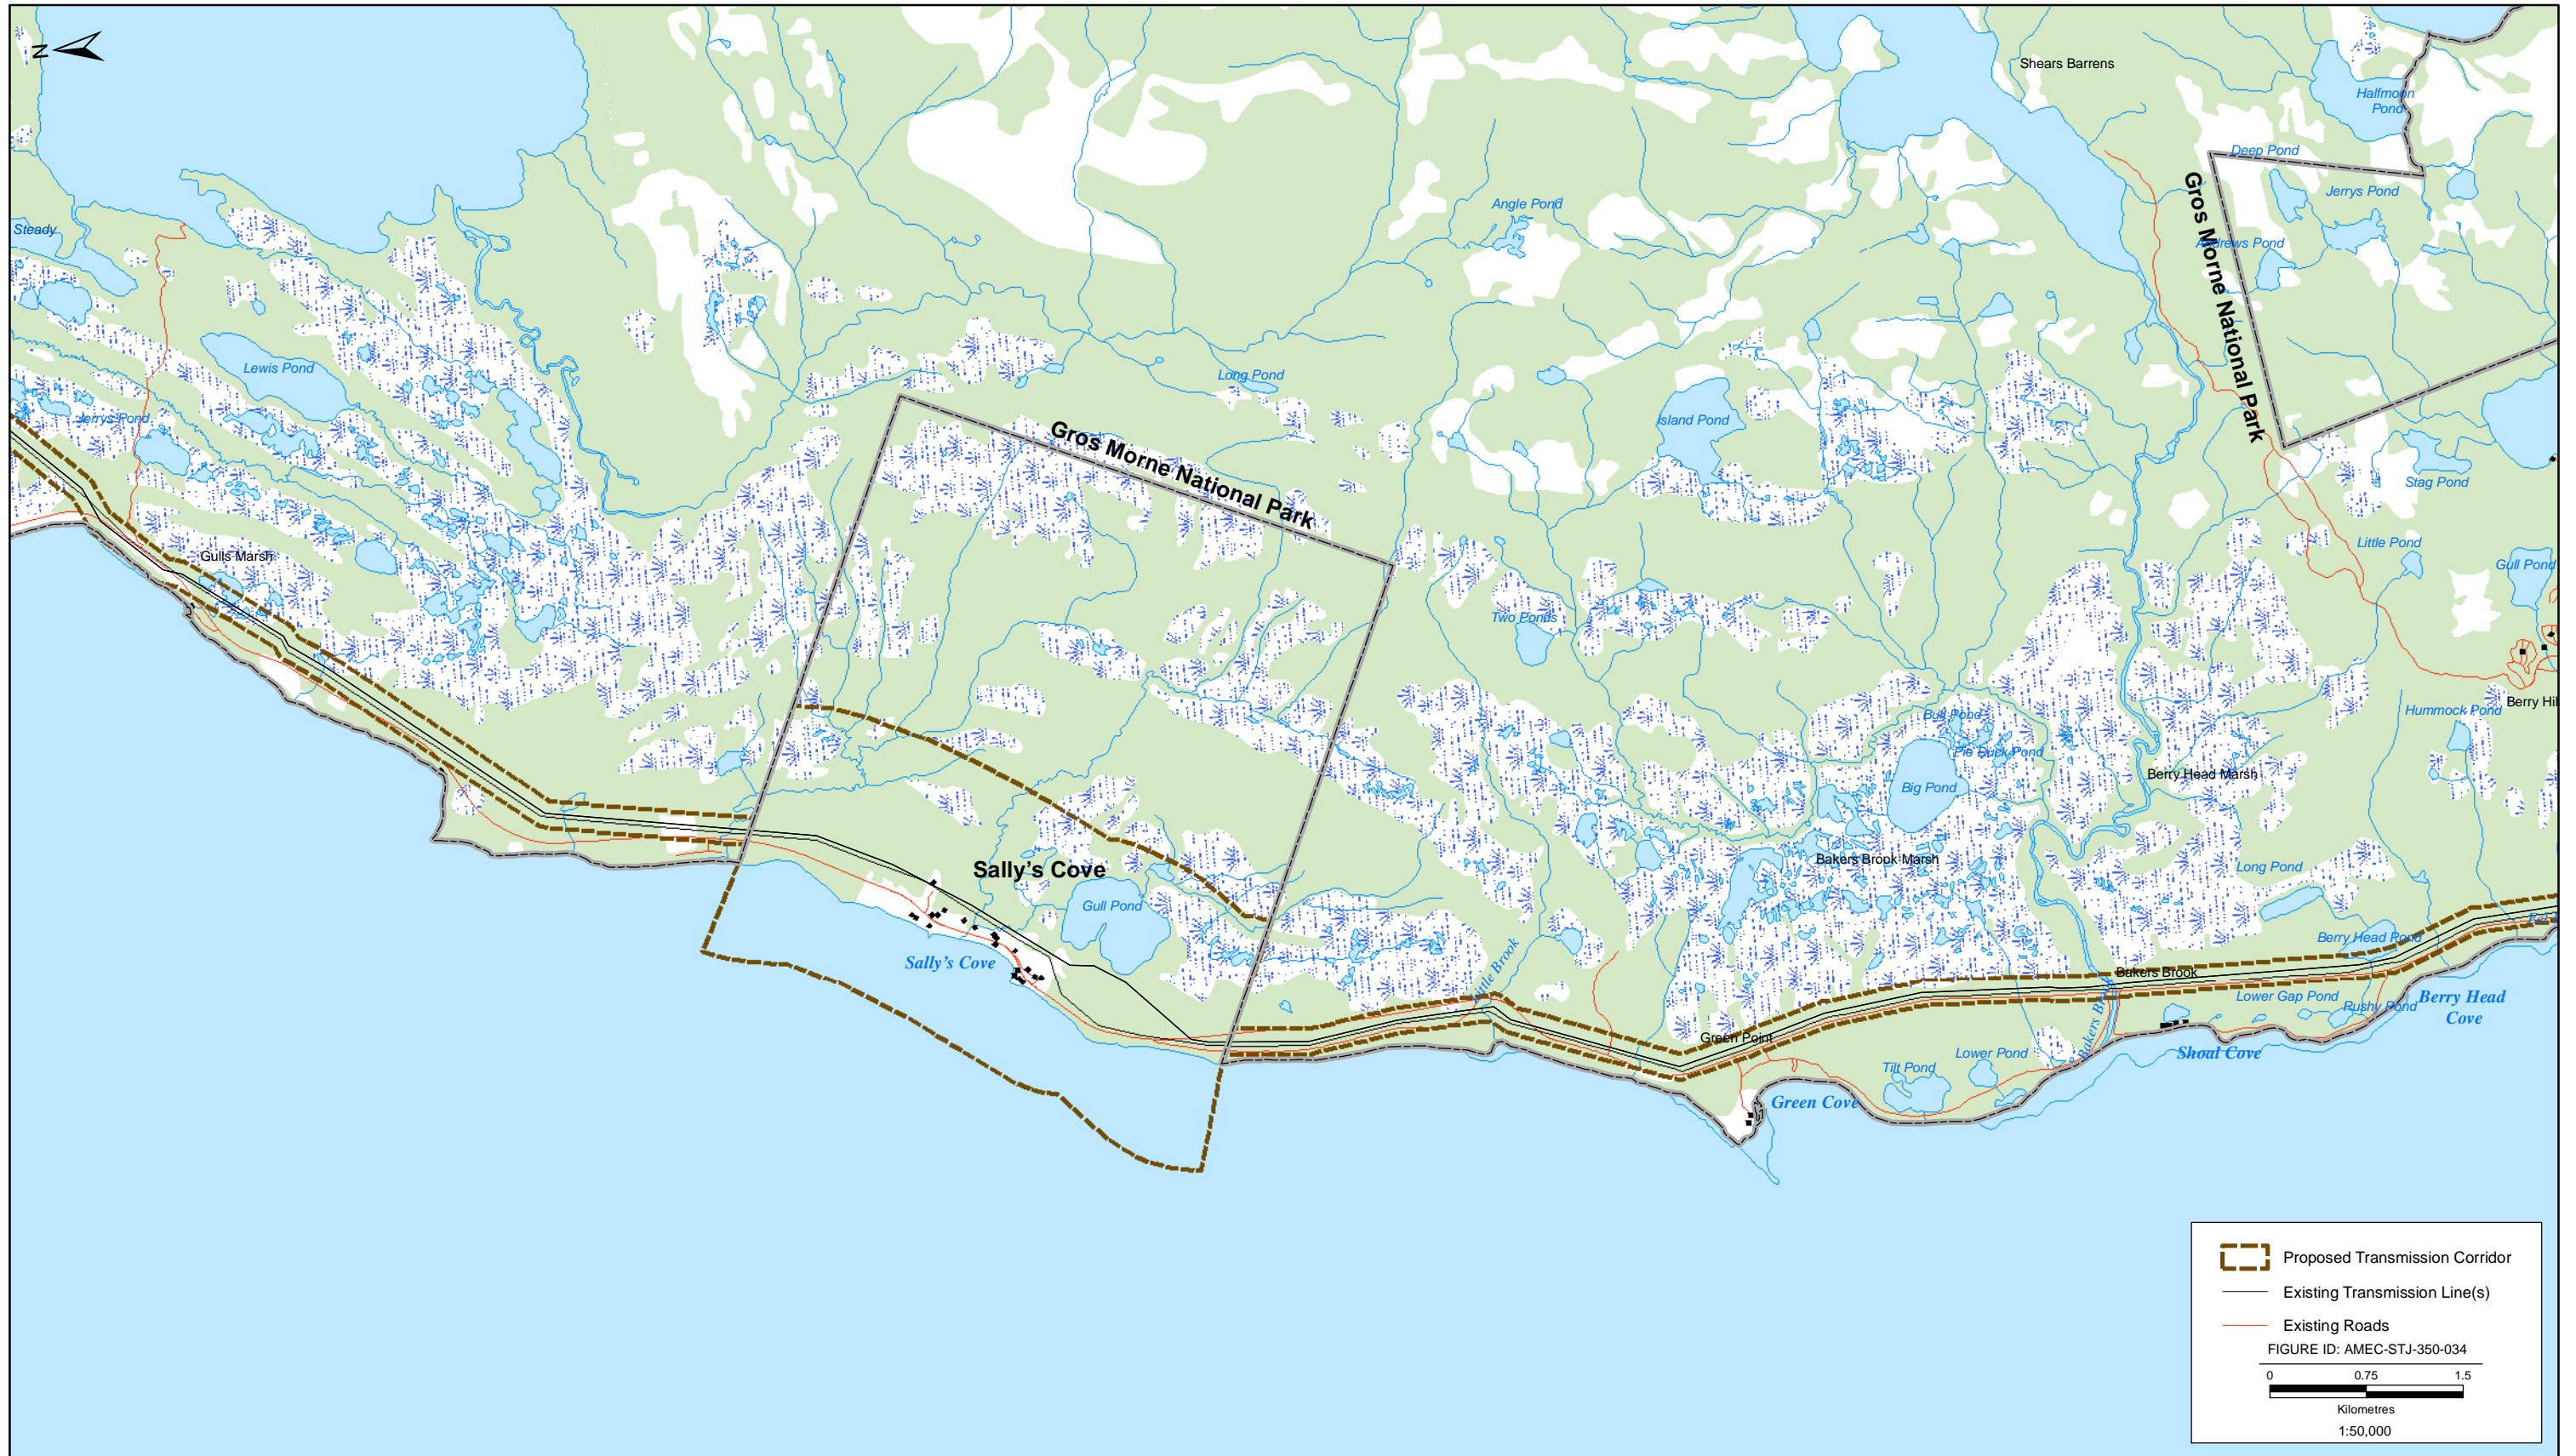 N
Shears Barrens
Halfmoon
Pond
Deep Pond
Jerrys Pond
Angle Pond
Steady
Andrews Pond
Gros Morne National Park
Lewis Pond
Long Pond
Jerrys Pond
Island Pond
Gros Morne National Park
Stag Pond
Gulls Marsh
Little Pond
Gull Pond
Two Ponds
Berry Hil
Hummock Pond
Bull Pond
Pie Duck Pond
Berry Head Marsh
Big Pond
Sally's Cove
Bakers Brook Marsh
Long Pond
Gull Pond
Berry Head Pond
Sally's Cove
Little Brook
Bakers Brook
Lower Gap Pond
Rushy Pond
Berry Head
Cove
Green Point
Bakers Brook
Shoal Cove
Lower Pond
Tilt Pond
Green Cove
Proposed Transmission Corridor
Existing Transmission Line(s)
Existing Roads
FIGURE ID: AMEC-STJ-350-034
0 0.75 1.5
Kilometres
1:50,000